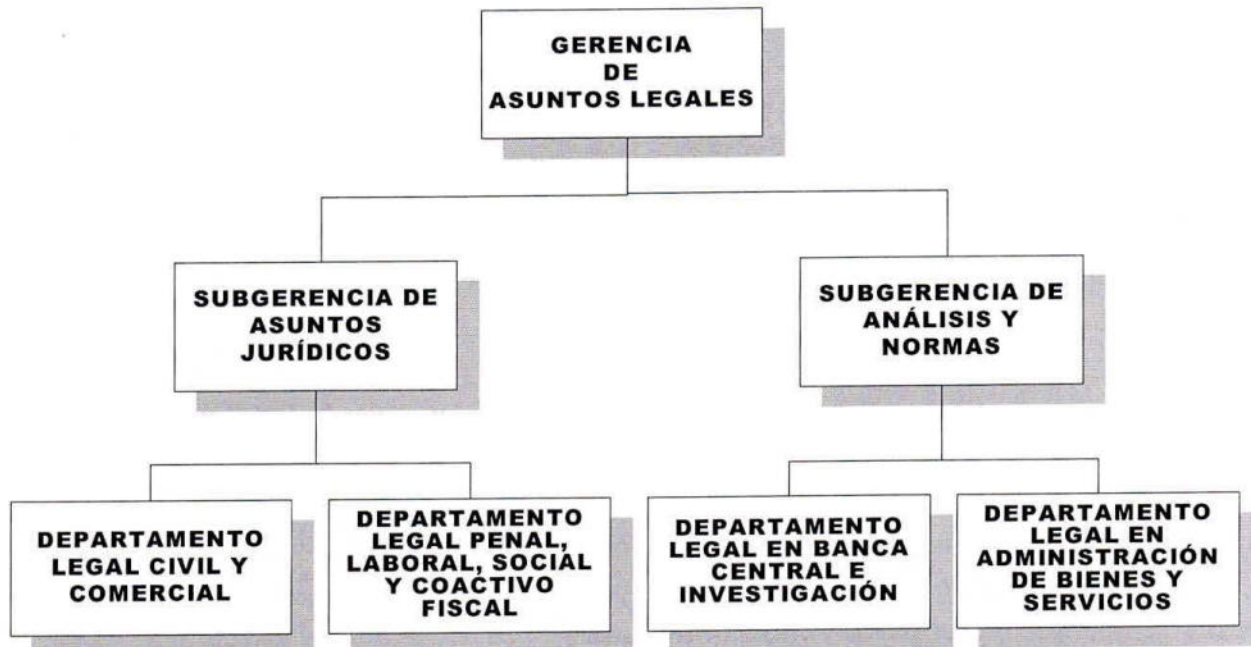 GERENCIA
DE
ASUNTOS LEGALES
SUBGERENCIA DE
ASUNTOS
JURÍDICOS
SUBGERENCIA DE
ANÁLISIS Y
NORMAS
DEPARTAMENTO
LEGAL CIVIL Y
COMERCIAL
DEPARTAMENTO
LEGAL PENAL,
LABORAL, SOCIAL
Y COACTIVO
FISCAL
DEPARTAMENTO
LEGAL EN BANCA
CENTRAL E
INVESTIGACIÓN
DEPARTAMENTO
LEGAL EN
ADMINISTRACIÓN
DE BIENES Y
SERVICIOS